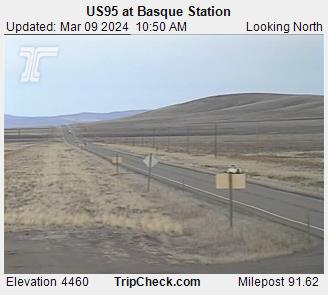 US95 at Basque Station
Updated: Mar 09 2024 10:50 AM Looking North
Elevation 4460 TripCheck.com Milepost 91.62